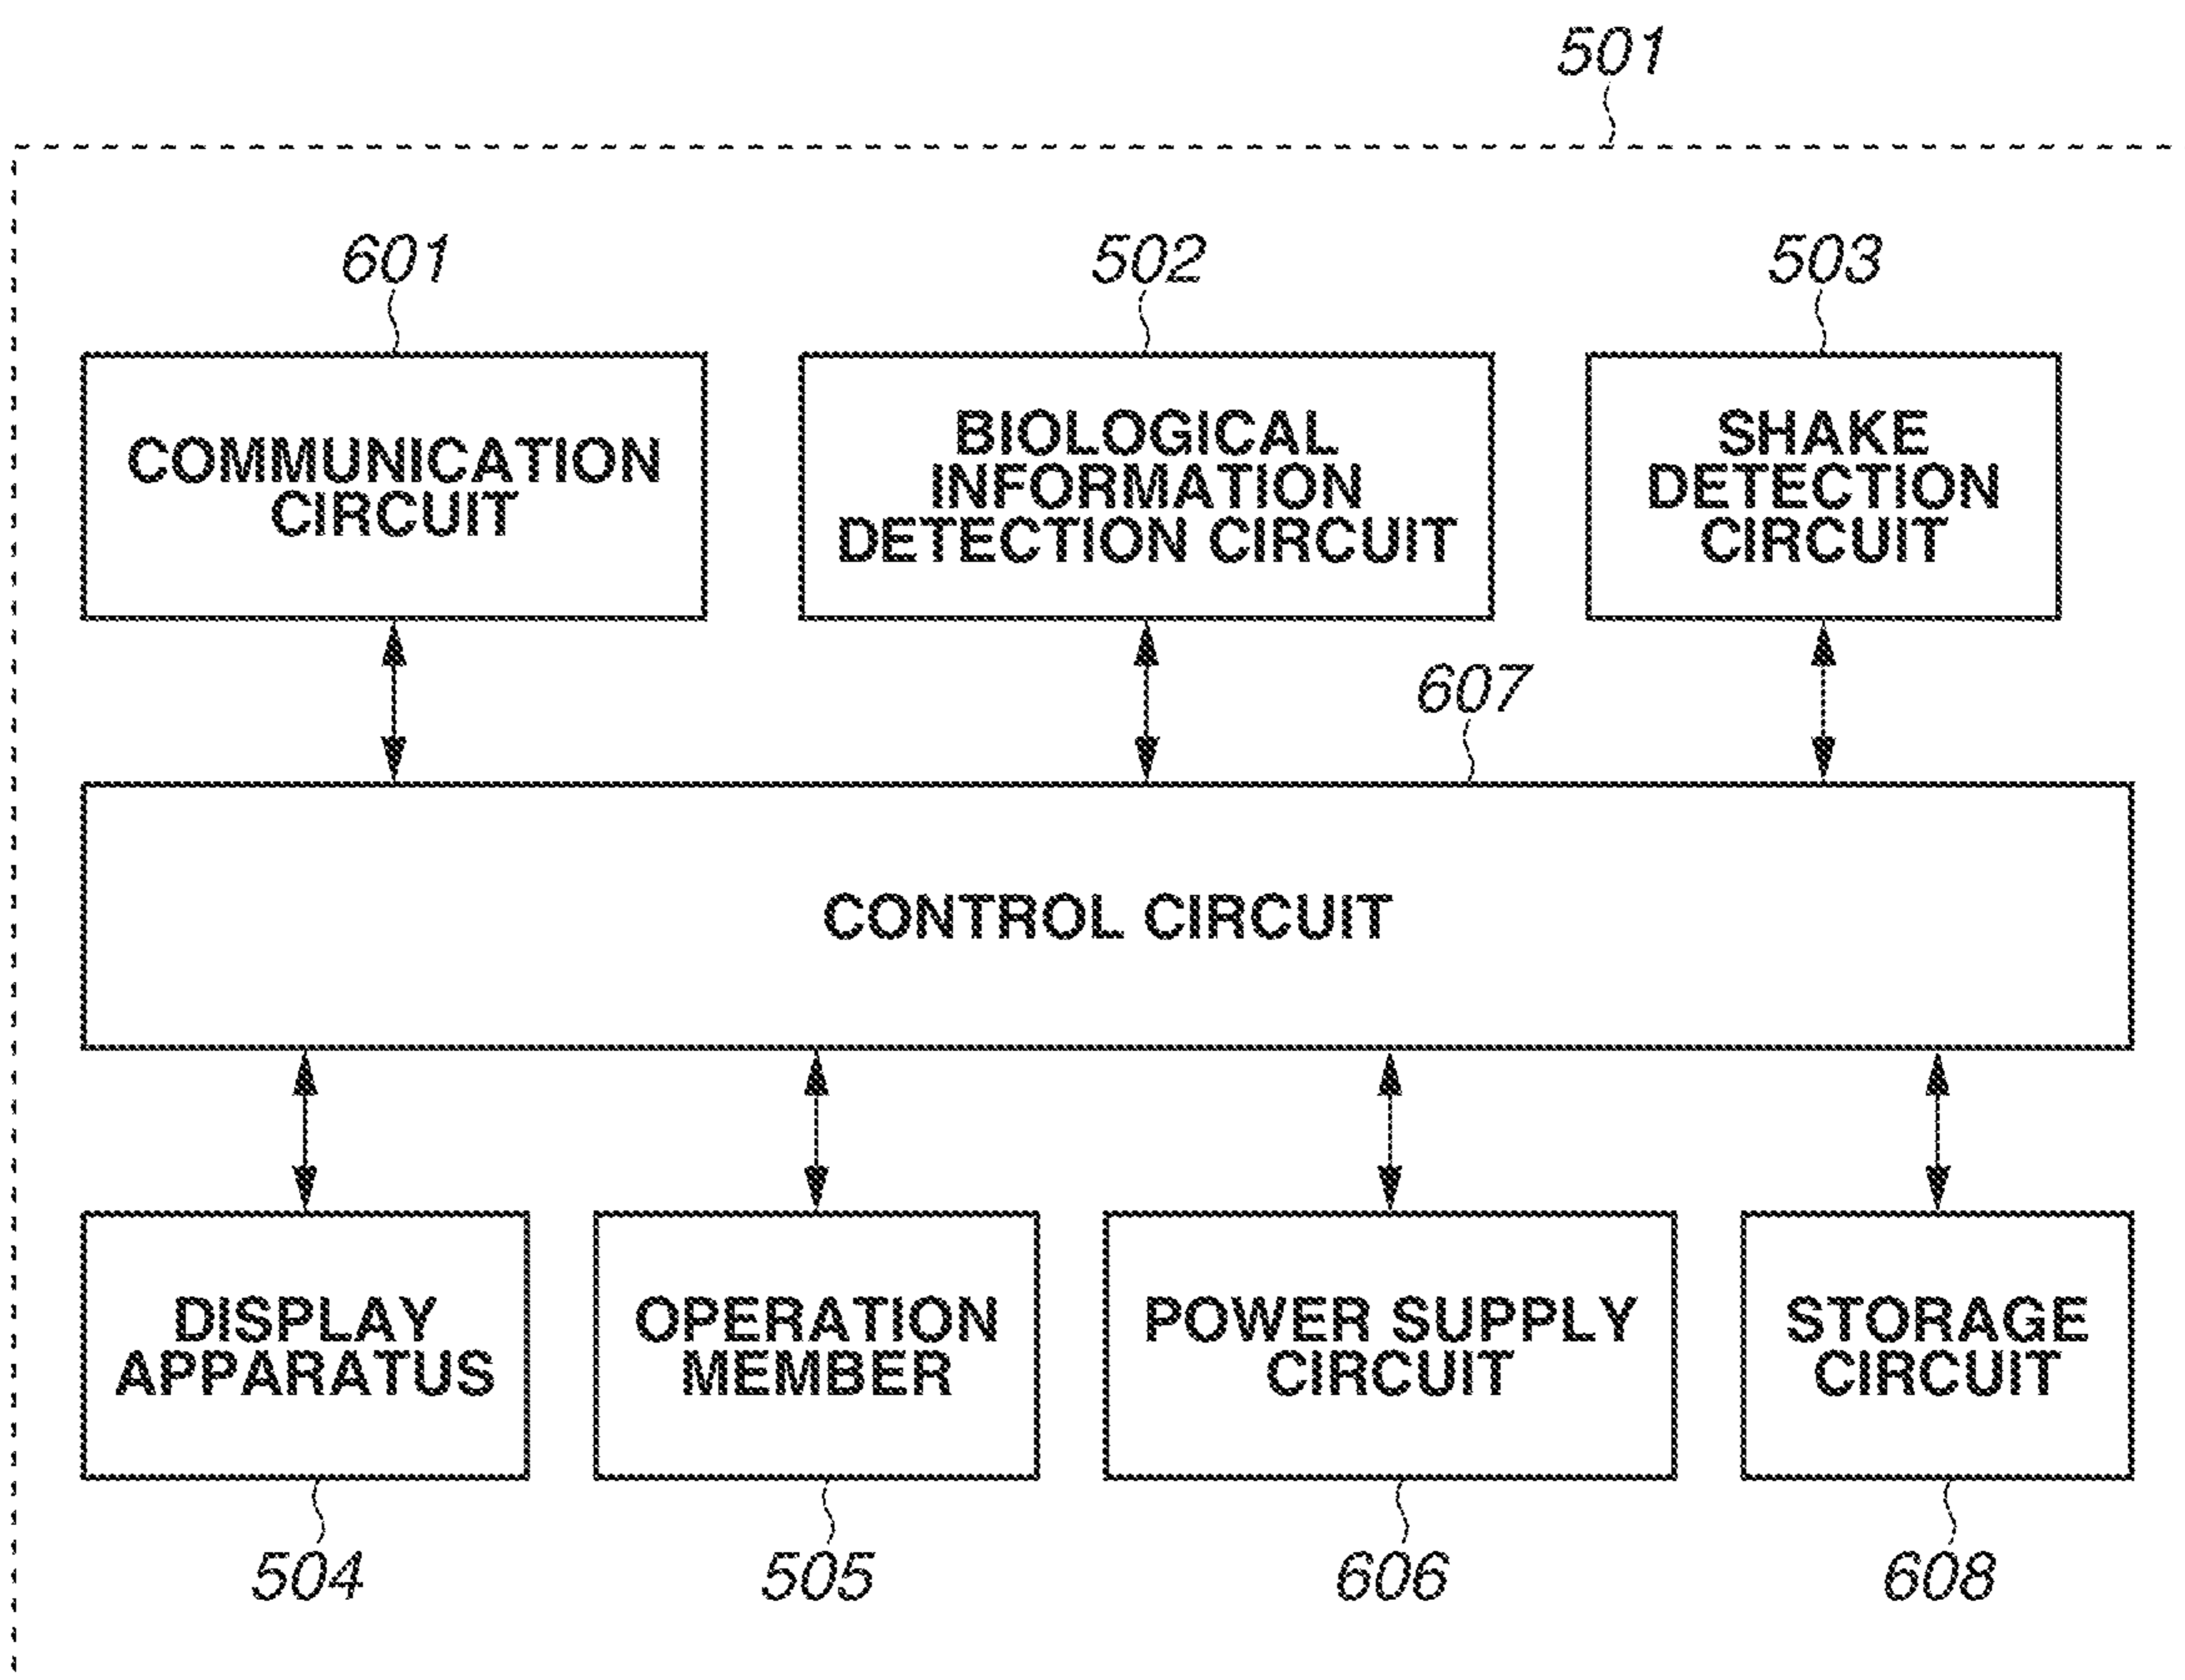 501
601
502
503
COMMUNICATION
CIRCUIT
BIOLOGICAL
INFORMATION
DETECTION CIRCUIT
SHAKE
DETECTION
CIRCUIT
607
CONTROL CIRCUIT
DISPLAY
APPARATUS
OPERATION
MEMBER
POWER SUPPLY
CIRCUIT
STORAGE
CIRCUIT
504
505
606
608